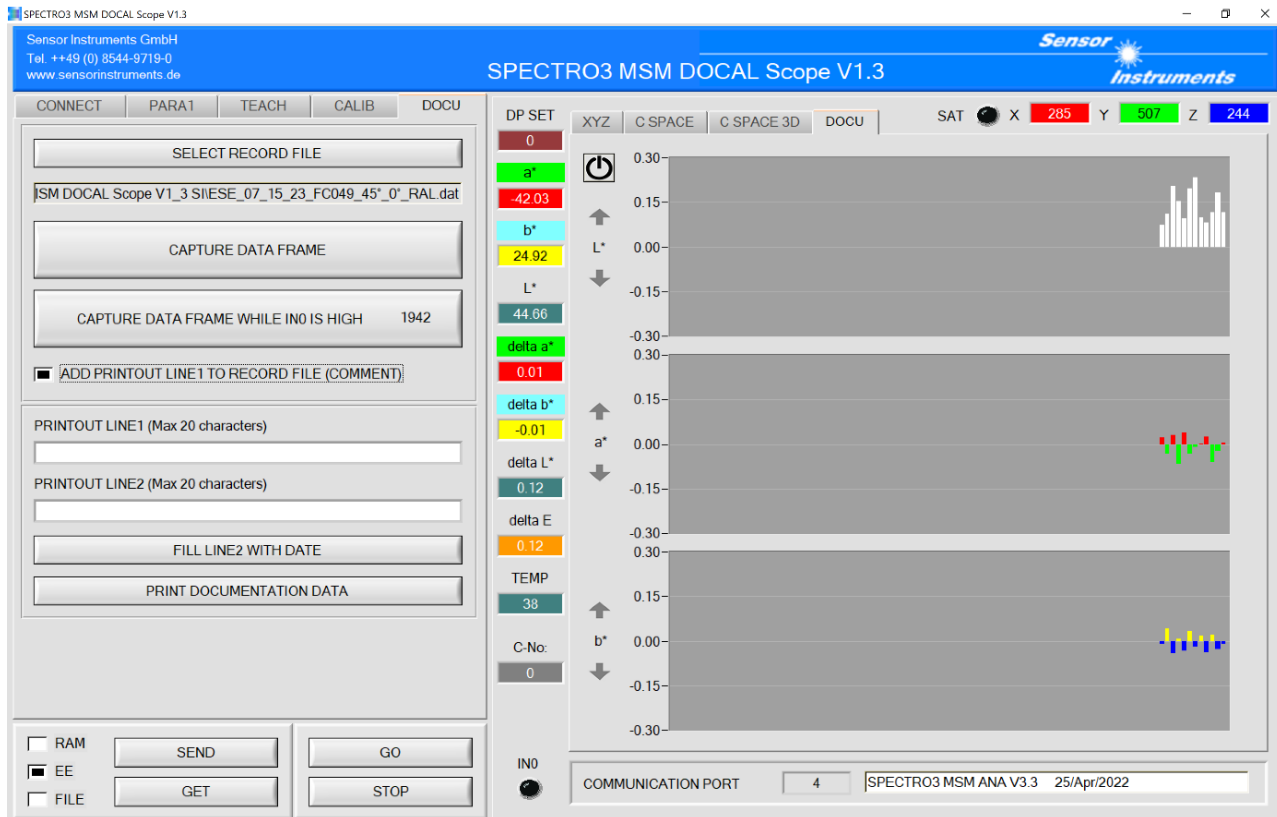 SPECTRO3 MSM DOCAL Scope V1.3
Sensor Instruments GmbH
Tel. ++49 (0) 8544-9719-0
www.sensorinstruments.de
SPECTRO3 MSM DOCAL Scope V1.3
Sensor
Instruments
CONNECT PARA1 TEACH CALIB DOCU
SELECT RECORD FILE
ISM DOCAL Scope V1_3 SI\ESE_07_15_23_FC049_45°_0°_RAL.dat
CAPTURE DATA FRAME
CAPTURE DATA FRAME WHILE IN0 IS HIGH 1942
ADD PRINTOUT LINE1 TO RECORD FILE (COMMENT)
PRINTOUT LINE1 (Max 20 characters)
PRINTOUT LINE2 (Max 20 characters)
FILL LINE2 WITH DATE
PRINT DOCUMENTATION DATA
RAM
EE
FILE
SEND
GET
GO
STOP
DP SET
0
a*
-42.03
b*
24.92
L*
44.66
delta a*
0.01
delta b*
-0.01
delta L*
0.12
delta E
0.12
TEMP
38
C-No:
0
IN0
XYZ C SPACE C SPACE 3D DOCU
SAT X 285 Y 507 Z 244
L*
0.30
0.15
0.00
-0.15
-0.30
a*
0.30
0.15
0.00
-0.15
-0.30
b*
0.30
0.15
0.00
-0.15
-0.30
COMMUNICATION PORT 4 SPECTRO3 MSM ANA V3.3 25/Apr/2022